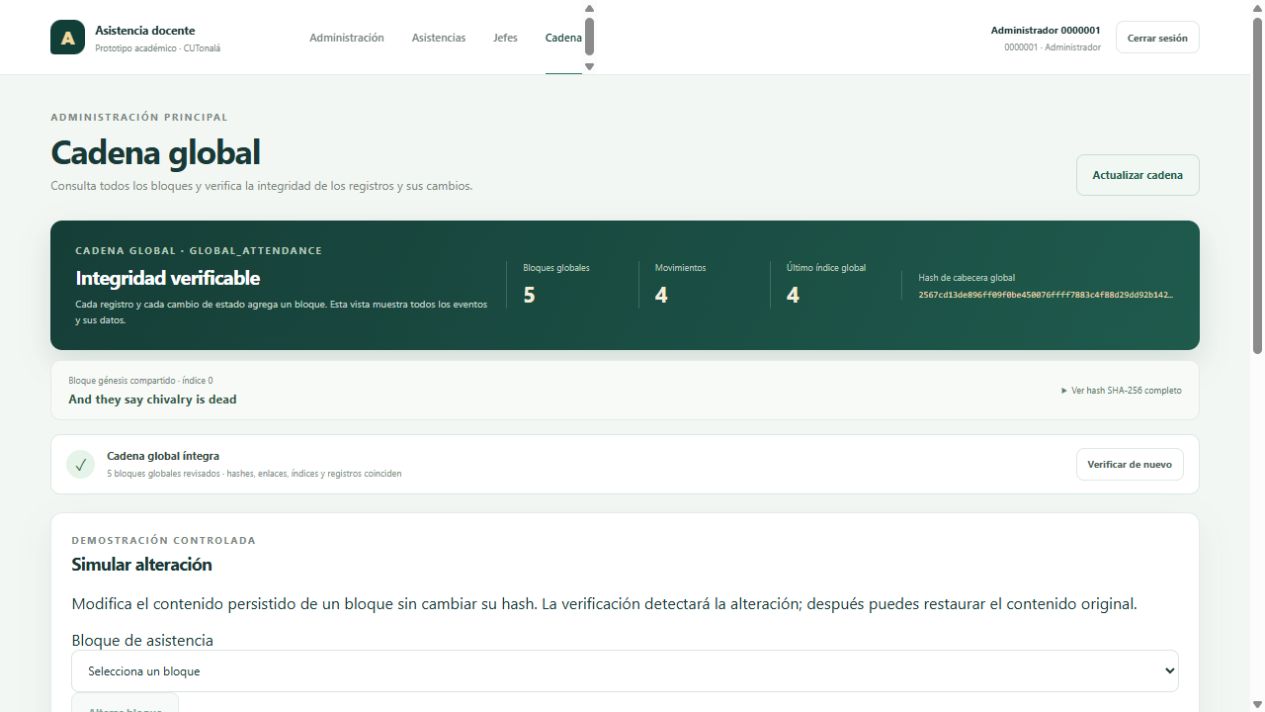 A
Asistencia docente
Prototipo académico · CUTonalá
Administración
Asistencias
Jefes
Cadena
Administrador 0000001
0000001 · Administrador
Cerrar sesión
ADMINISTRACIÓN PRINCIPAL
Cadena global
Consulta todos los bloques y verifica la integridad de los registros y sus cambios.
Actualizar cadena
CADENA GLOBAL · GLOBAL_ATTENDANCE
Integridad verificable
Cada registro y cada cambio de estado agrega un bloque. Esta vista muestra todos los eventos
y sus datos.
Bloques globales
5
Movimientos
4
Último índice global
4
Hash de cabecera global
2567cd13de896ff09f0be450076ffff7883c4f88d29dd92b142…
Bloque génesis compartido · índice 0
And they say chivalry is dead
▶ Ver hash SHA-256 completo
Cadena global íntegra
5 bloques globales revisados · hashes, enlaces, índices y registros coinciden
Verificar de nuevo
DEMOSTRACIÓN CONTROLADA
Simular alteración
Modifica el contenido persistido de un bloque sin cambiar su hash. La verificación detectará la alteración; después puedes restaurar el contenido original.
Bloque de asistencia
Selecciona un bloque
Alterar bloque